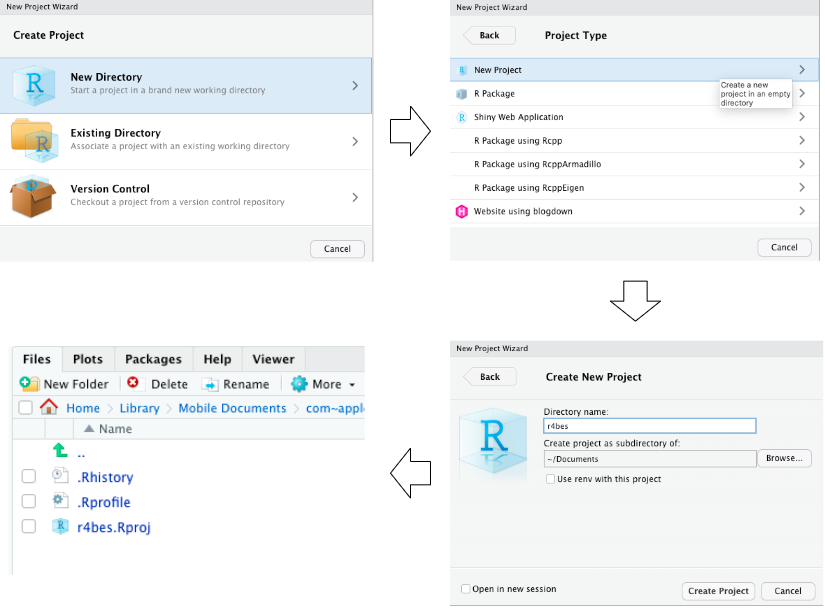 New Project Wizard
Create Project
R
New Directory
Start a project in a brand new working directory
R
Existing Directory
Associate a project with an existing working directory
R
Version Control
Checkout a project from a version control repository
Cancel
New Project Wizard
Back
Project Type
R New Project
R Package
R Shiny Web Application
R Package using Rcpp
R Package using RcppArmadillo
R Package using RcppEigen
H Website using blogdown
Create a new
project in an empty
directory
Cancel
New Project Wizard
Back
Create New Project
R
Directory name:
r4bes
Create project as subdirectory of:
~/Documents
Browse...
Use renv with this project
Open in new session
Create Project
Cancel
Files Plots Packages Help Viewer
New Folder Delete Rename More
Home Library Mobile Documents com~appl
Name
..
.Rhistory
.Rprofile
R r4bes.Rproj